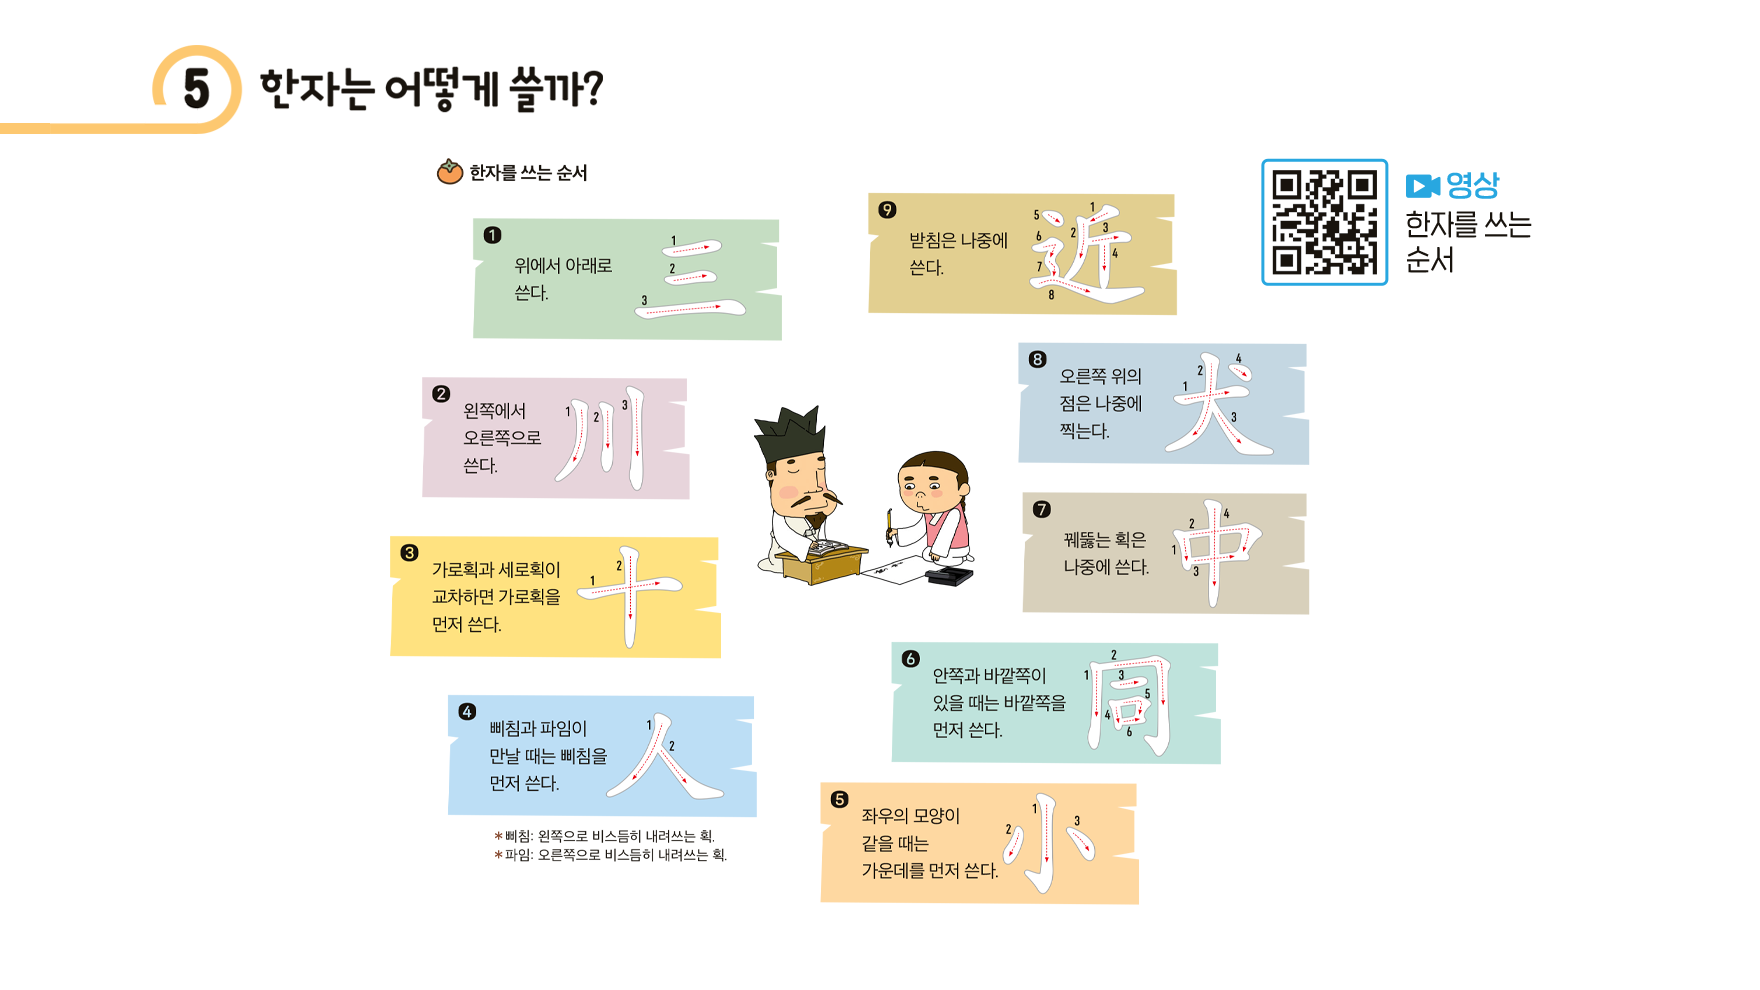 5 한자는 어떻게 쓸까?
한자를 쓰는 순서
영상
한자를 쓰는
순서
1
위에서 아래로
쓴다.
三
1
2
3
2
왼쪽에서
오른쪽으로
쓴다.
川
1
2
3
3
가로획과 세로획이
교차하면 가로획을
먼저 쓴다.
十
1
2
4
삐침과 파임이
만날 때는 삐침을
먼저 쓴다.
人
1
2
*삐침: 왼쪽으로 비스듬히 내려쓰는 획.
*파임: 오른쪽으로 비스듬히 내려쓰는 획.
5
좌우의 모양이
같을 때는
가운데를 먼저 쓴다.
小
1
2
3
6
안쪽과 바깥쪽이
있을 때는 바깥쪽을
먼저 쓴다.
同
1
2
3
4
5
6
7
꿰뚫는 획은
나중에 쓴다.
中
1
2
3
4
8
오른쪽 위의
점은 나중에
찍는다.
犬
1
2
3
4
9
받침은 나중에
쓴다.
近
1
2
3
4
5
6
7
8